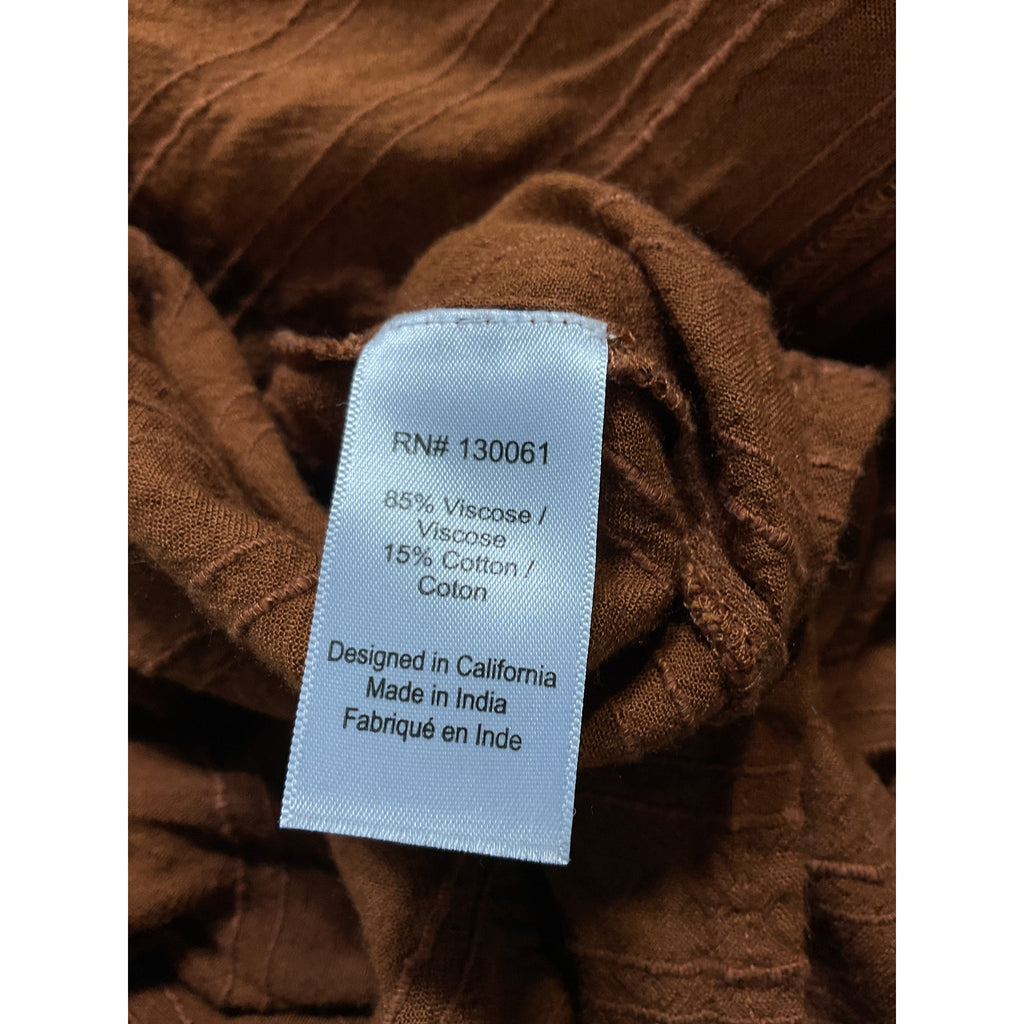 RN# 130061
85% Viscose /
Viscose
15% Cotton /
Coton
Designed in California
Made in India
Fabriqué en Inde